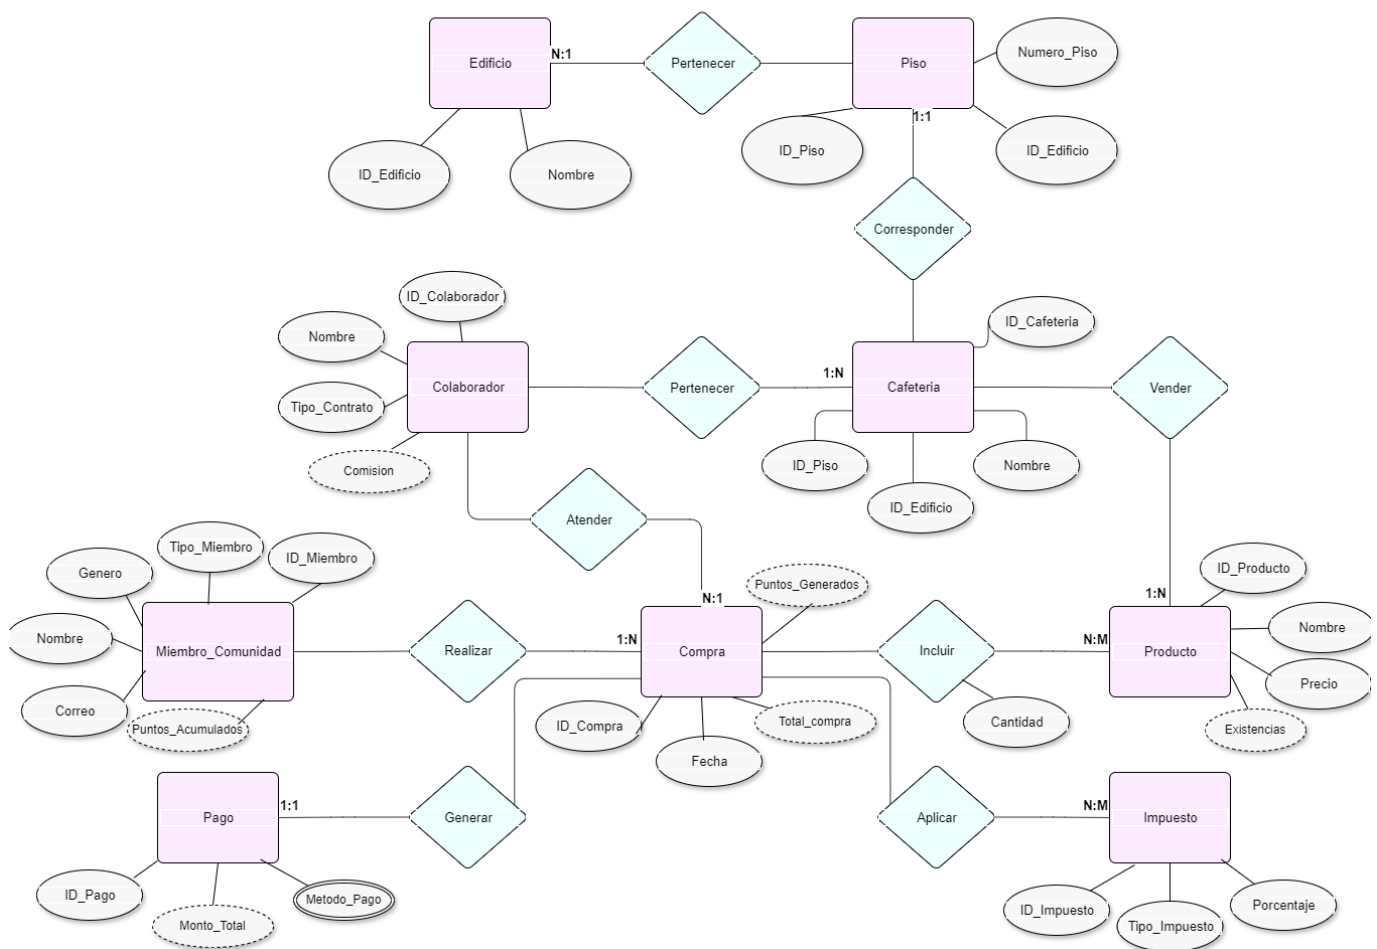 Edificio
N:1
Pertenecer
Piso
Numero_Piso
1:1
ID_Edificio
Nombre
ID_Piso
ID_Edificio
Corresponder
ID_Colaborador
Nombre
Tipo_Contrato
Comision
Colaborador
Pertenecer
1:N
Cafeteria
ID_Cafeteria
ID_Piso
ID_Edificio
Nombre
Vender
Atender
Tipo_Miembro
ID_Miembro
Genero
Nombre
Correo
Puntos_Acumulados
Miembro_Comunidad
Realizar
1:N
N:1
Compra
Puntos_Generados
ID_Compra
Fecha
Total_compra
Incluir
Cantidad
N:M
1:N
Producto
ID_Producto
Nombre
Precio
Existencias
Pago
1:1
Generar
ID_Pago
Monto_Total
Metodo_Pago
Aplicar
N:M
Impuesto
ID_Impuesto
Tipo_Impuesto
Porcentaje